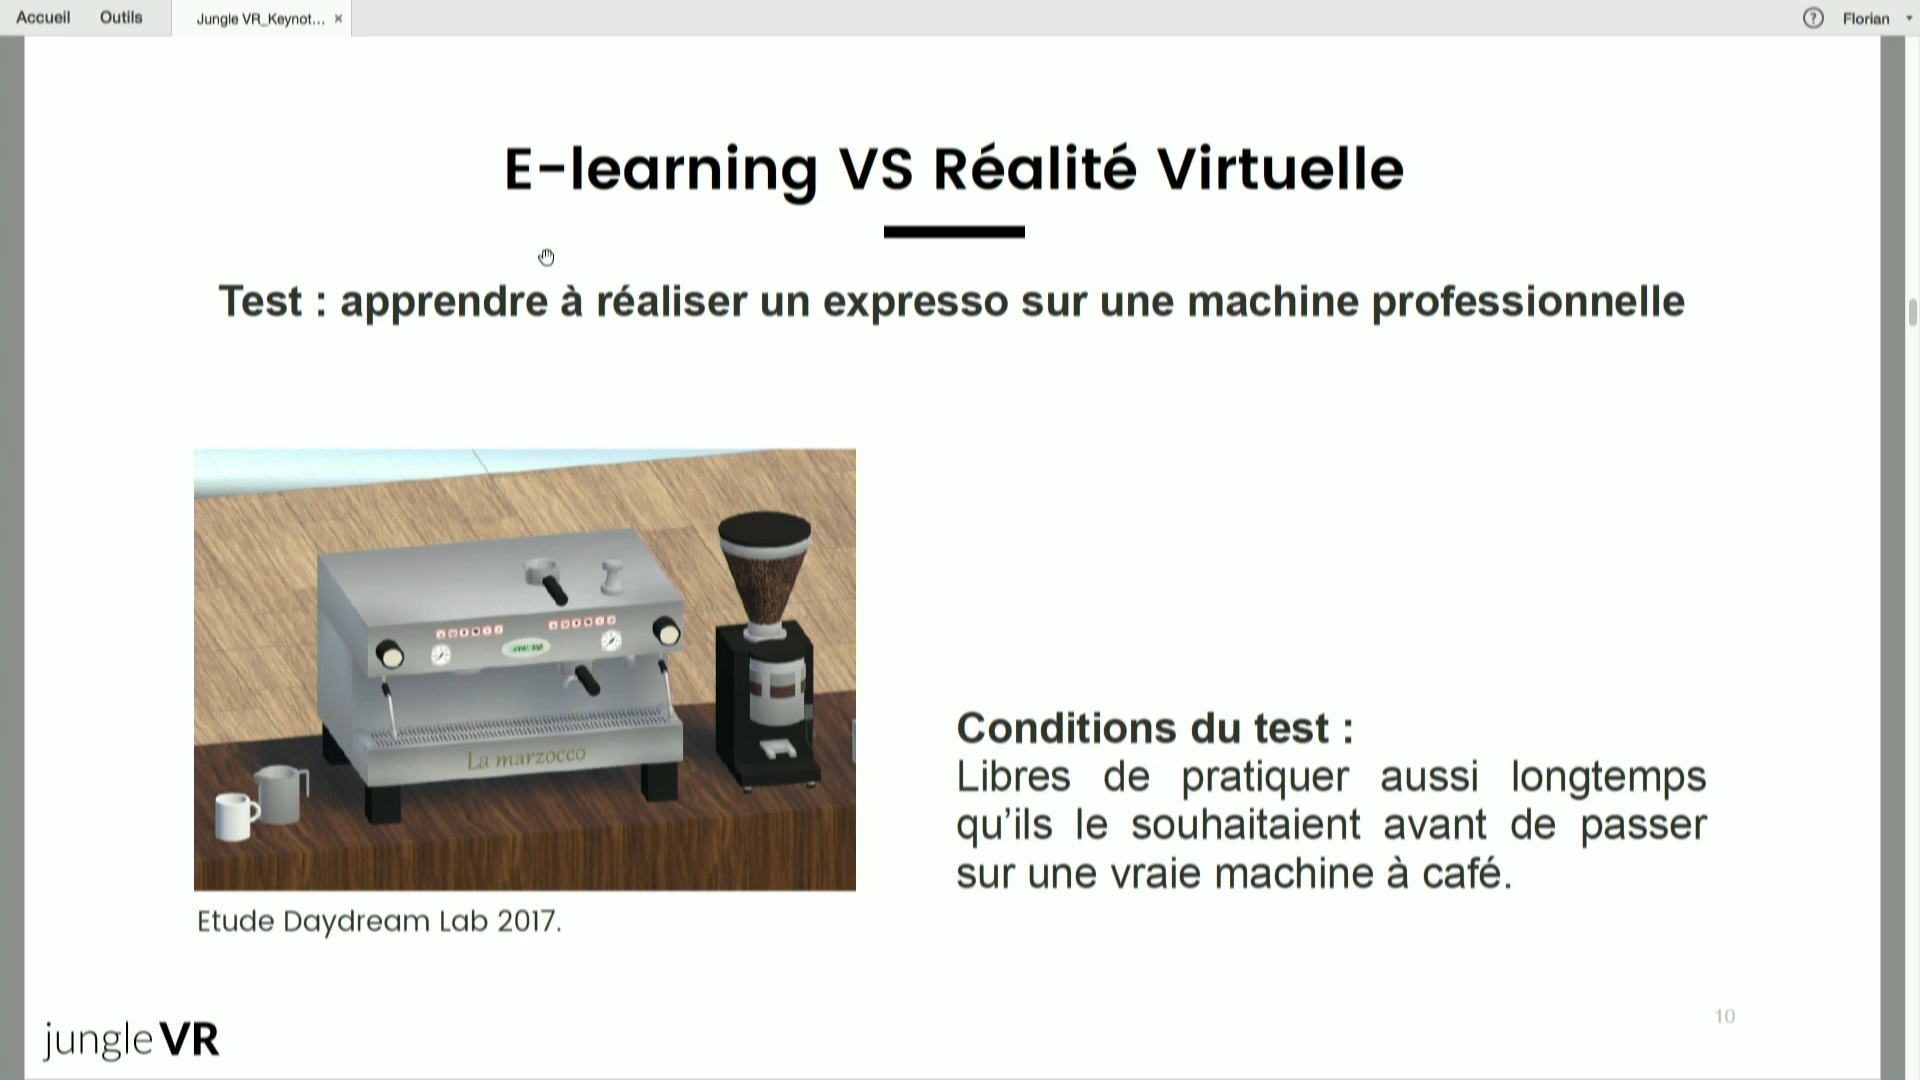 Accueil Outils Jungle VR_Keynot... × ? Florian
E-learning VS Réalité Virtuelle
Test : apprendre à réaliser un expresso sur une machine professionnelle
La marzocco
Conditions du test :
Libres de pratiquer aussi longtemps
qu’ils le souhaitaient avant de passer
sur une vraie machine à café.
Etude Daydream Lab 2017.
jungle VR
10